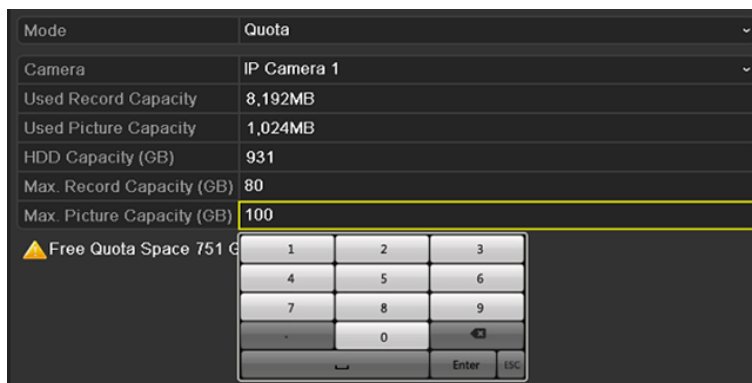 Mode Quota
Camera IP Camera 1
Used Record Capacity 8,192MB
Used Picture Capacity 1,024MB
HDD Capacity (GB) 931
Max. Record Capacity (GB) 80
Max. Picture Capacity (GB) 100
Free Quota Space 751 G
1 2 3
4 5 6
7 8 9
. 0
Enter ESC